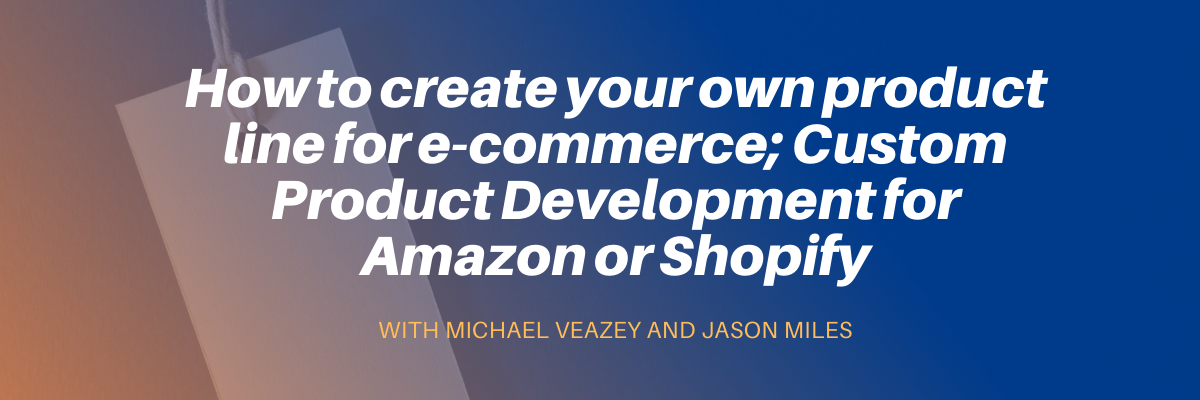 How to create your own product
line for e-commerce; Custom
Product Development for
Amazon or Shopify
WITH MICHAEL VEAZEY AND JASON MILES